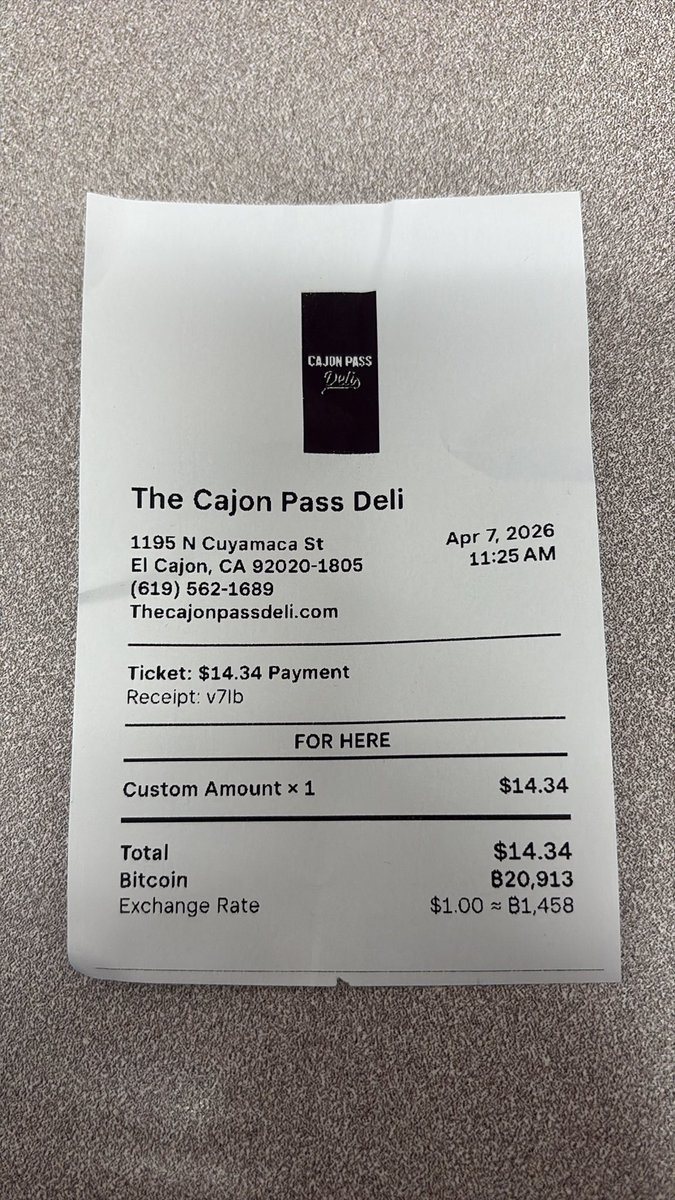 CAJON PASS
Deli
The Cajon Pass Deli
1195 N Cuyamaca St
El Cajon, CA 92020-1805
(619) 562-1689
Thecajonpassdeli.com
Apr 7, 2026
11:25 AM
Ticket: $14.34 Payment
Receipt: v7lb
FOR HERE
Custom Amount × 1 $14.34
Total $14.34
Bitcoin ₿20,913
Exchange Rate $1.00 ≈ ₿1,458